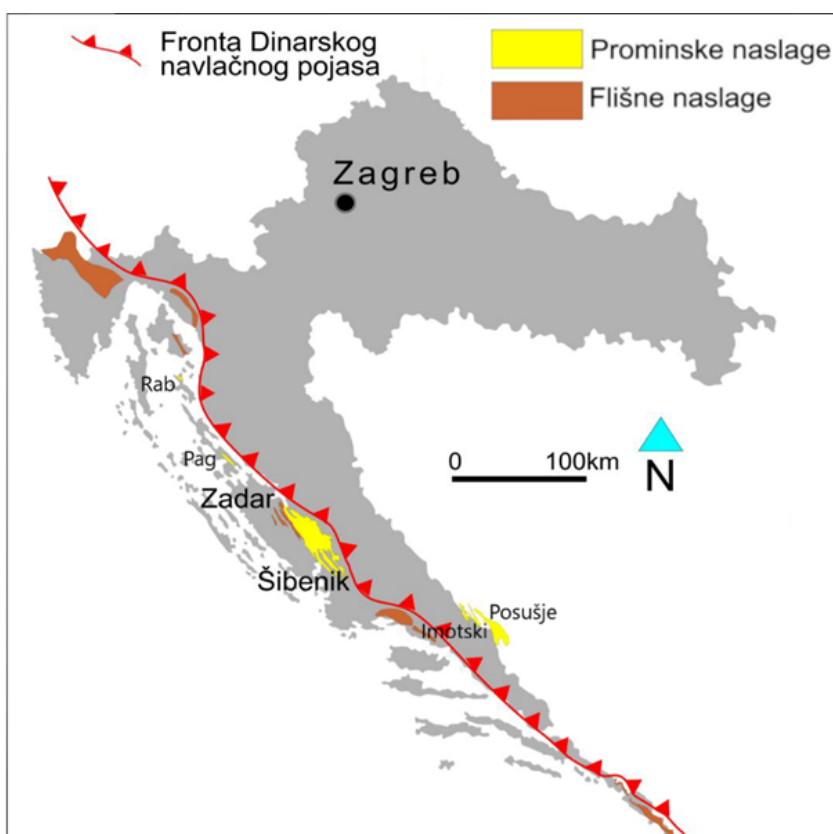 Fronta Dinarskog
navlačnog pojasa
Prominske naslage
Flišne naslage
Zagreb
Rab
0 100km
N
Pag
Zadar
Šibenik
Posušje
Imotski